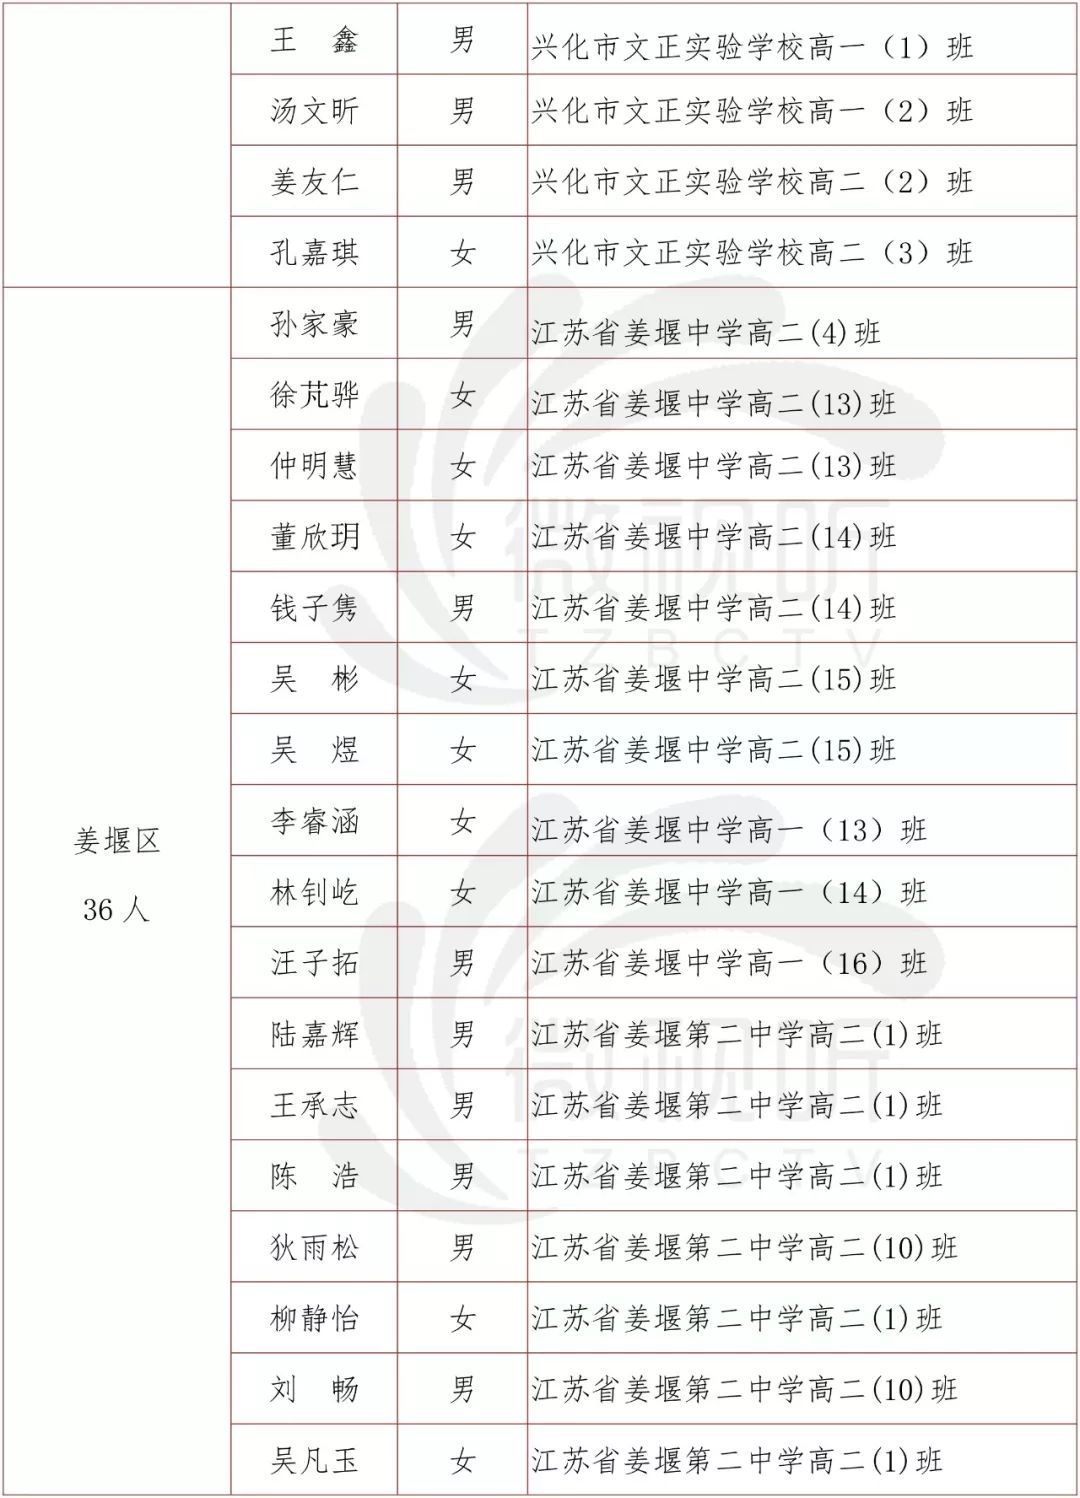 王 鑫 男 兴化市文正实验学校高一（1）班
汤文昕 男 兴化市文正实验学校高一（2）班
姜友仁 男 兴化市文正实验学校高二（2）班
孔嘉琪 女 兴化市文正实验学校高二（3）班
孙家豪 男 江苏省姜堰中学高二(4)班
徐芃骅 女 江苏省姜堰中学高二(13)班
仲明慧 女 江苏省姜堰中学高二(13)班
董欣玥 女 江苏省姜堰中学高二(14)班
钱子隽 男 江苏省姜堰中学高二(14)班
吴 彬 女 江苏省姜堰中学高二(15)班
吴 煜 女 江苏省姜堰中学高二(15)班
姜堰区
36 人
李睿涵 女 江苏省姜堰中学高一（13）班
林钊屹 女 江苏省姜堰中学高一（14）班
汪子拓 男 江苏省姜堰中学高一（16）班
陆嘉辉 男 江苏省姜堰第二中学高二(1)班
王承志 男 江苏省姜堰第二中学高二(1)班
陈 浩 男 江苏省姜堰第二中学高二(1)班
狄雨松 男 江苏省姜堰第二中学高二(10)班
柳静怡 女 江苏省姜堰第二中学高二(1)班
刘 畅 男 江苏省姜堰第二中学高二(10)班
吴凡玉 女 江苏省姜堰第二中学高二(1)班
微视听
TZBCTV
微视听
TZBCTV